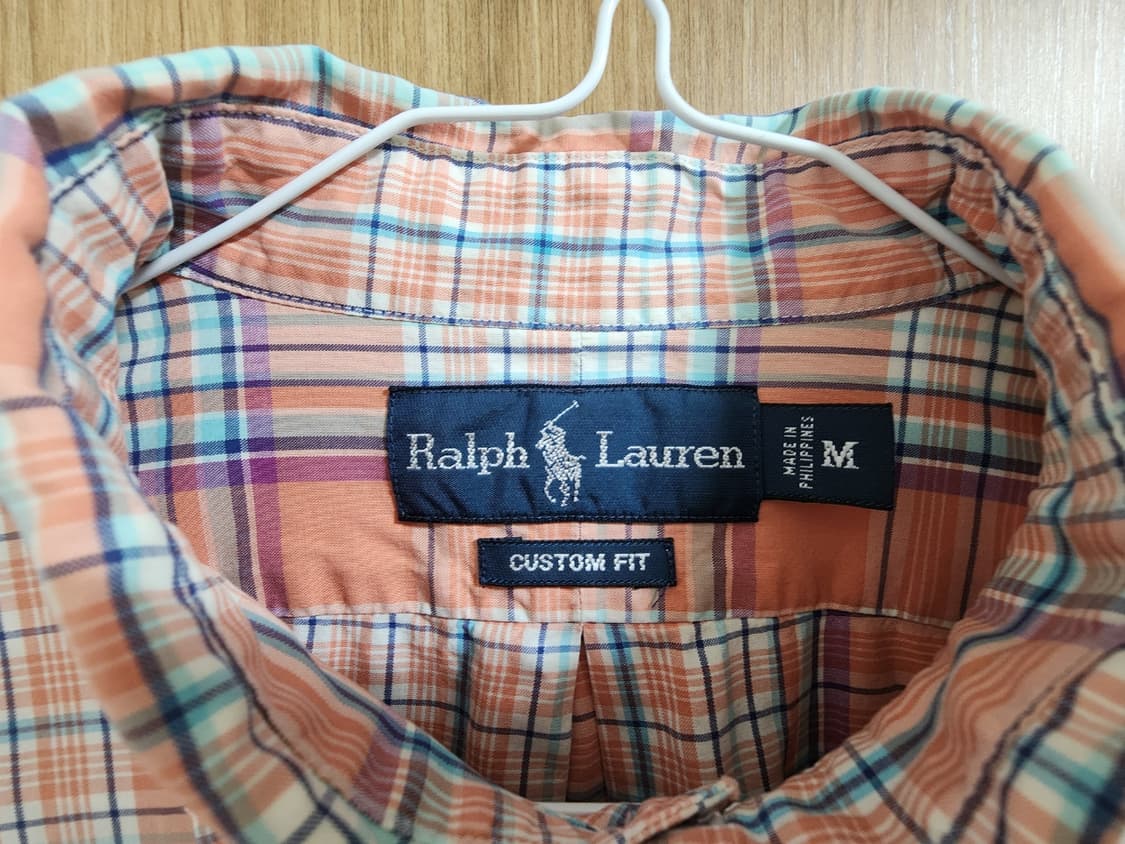 Ralph Lauren
MADE IN
PHILIPPINES
M
CUSTOM FIT